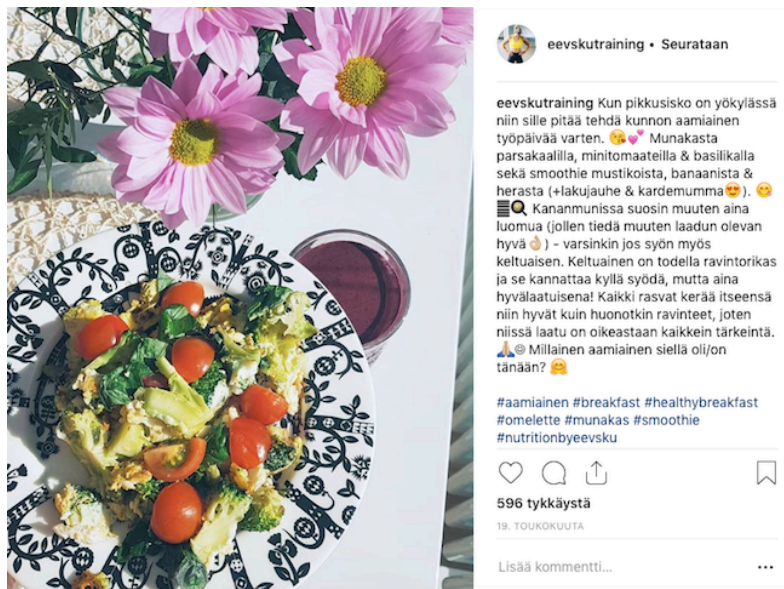 eevskutraining • Seurataan
eevskutraining Kun pikkusisko on yökylässä
niin sille pitää tehdä kunnon aamiainen
työpäivää varten. 😘💕 Munakasta
parsakaalilla, minitomaateilla & basilikalla
sekä smoothie mustikoista, banaanista &
herasta (+lakujauhe & kardemumma😍). 😋
🍳 Kananmunissa suosin muuten aina
luomua (jollen tiedä muuten laadun olevan
hyvä👌🏼) - varsinkin jos syön myös
keltuaisen. Keltuainen on todella ravintorikas
ja se kannattaa kyllä syödä, mutta aina
hyvälaatuisena! Kaikki rasvat kerää itseensä
niin hyvät kuin huonotkin ravinteet, joten
niissä laatu on oikeastaan kaikkein tärkeintä.
🙏🏼☺ Millainen aamiainen siellä oli/on
tänään? 🤗
#aamiainen #breakfast #healthybreakfast
#omelette #munakas #smoothie
#nutritionbyeevsku
596 tykkäystä
19. TOUKOKUUTA
Lisää kommentti...